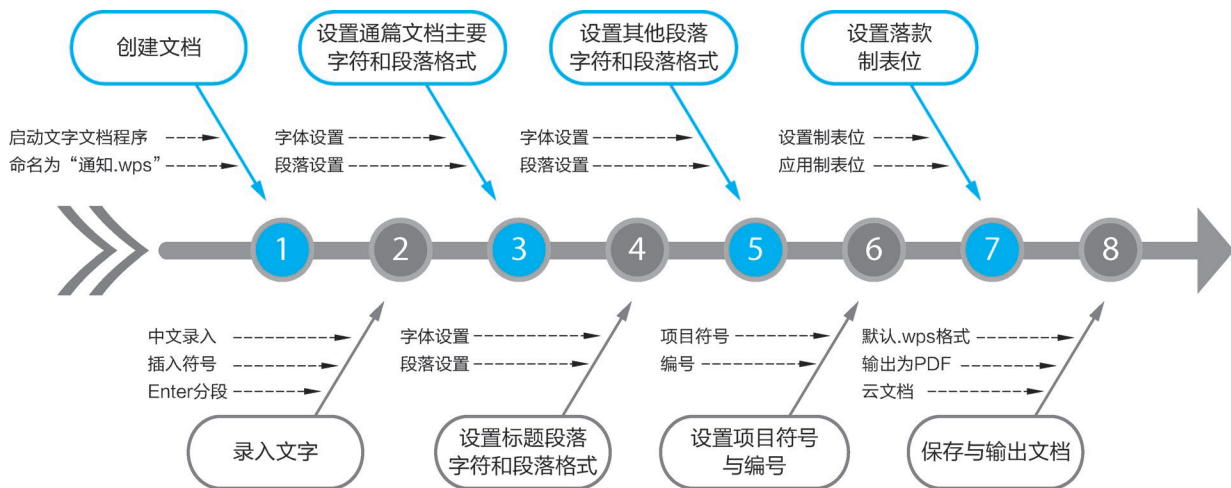 创建文档
设置通篇文档主要
字符和段落格式
设置其他段落
字符和段落格式
设置落款
制表位
启动文字文档程序
命名为“通知.wps”
字体设置
段落设置
字体设置
段落设置
设置制表位
应用制表位
1
2
3
4
5
6
7
8
中文录入
插入符号
Enter分段
字体设置
段落设置
项目符号
编号
默认.wps格式
输出为PDF
云文档
录入文字
设置标题段落
字符和段落格式
设置项目符号
与编号
保存与输出文档